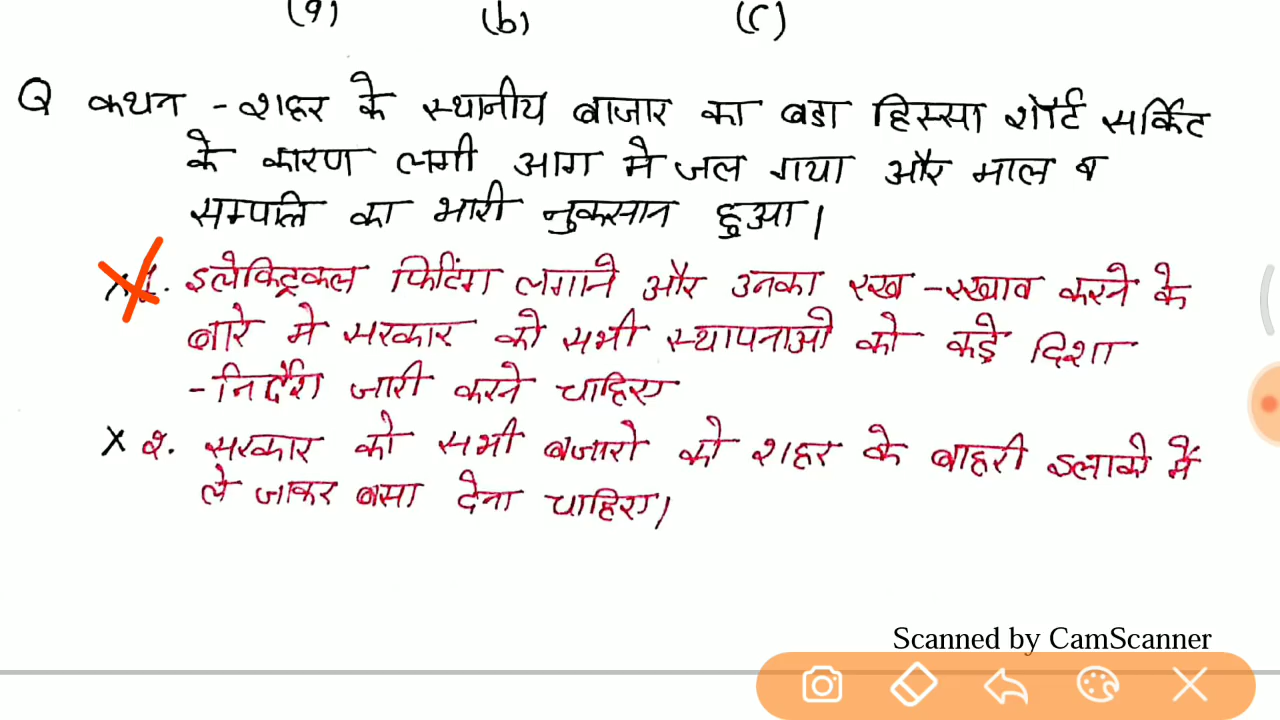 (a) (b) (c)
Q कथन - शहर के स्थानीय बाजार का बडा हिस्सा शॉर्ट सर्किट
के कारण लगी आग मे जल गया और माल व
सम्पत्ति का भारी नुकसान हुआ।
x 1. इलेक्ट्रिकल फिटिंग लगाने और उनका रख-रखाव करने के
बारे मे सरकार को सभी स्थापनाओ को कड़े दिशा
-निर्देश जारी करने चाहिए
x 2. सरकार को सभी बजारो को शहर के बाहरी इलाको में
ले जाकर बसा देना चाहिए।
Scanned by CamScanner